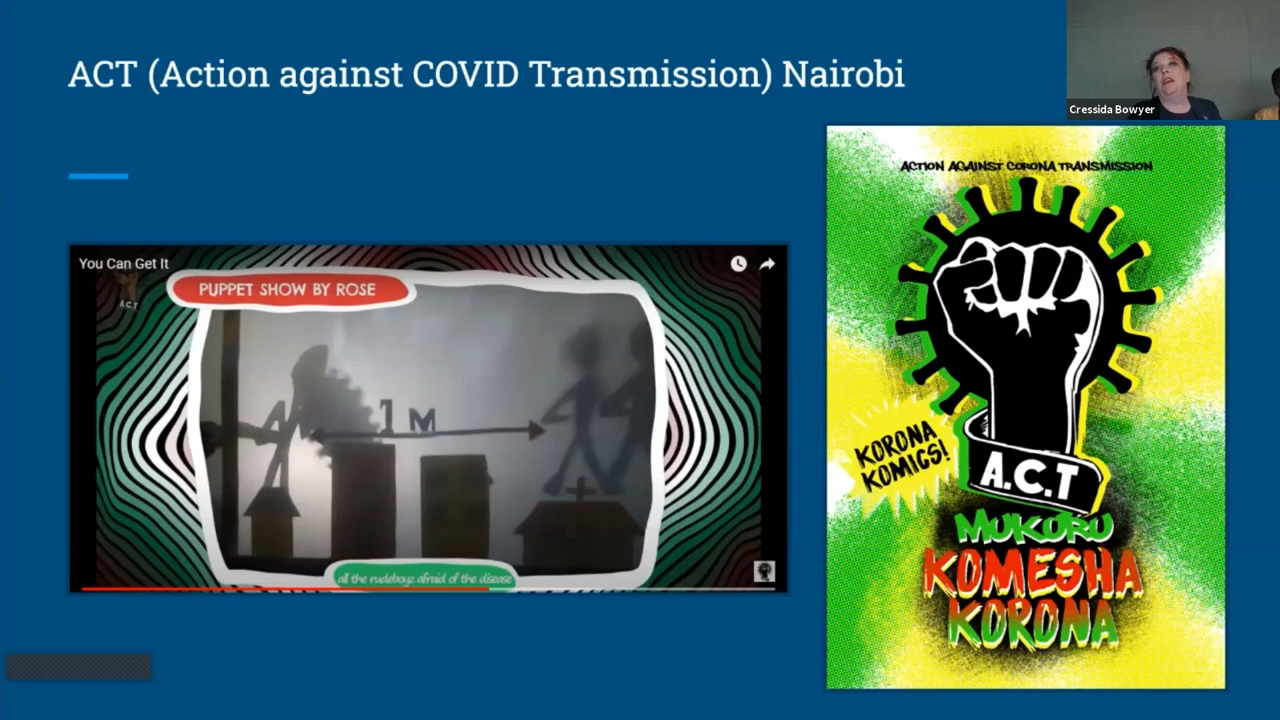 ACT (Action against COVID Transmission) Nairobi
Cressida Bowyer
You Can Get It
A.C.T
PUPPET SHOW BY ROSE
1 M
all the rudeboyz afraid of the disease
ACTION AGAINST CORONA TRANSMISSION
KORONA
KOMICS!
A.C.T
MUKURU
KOMESHA
KORONA